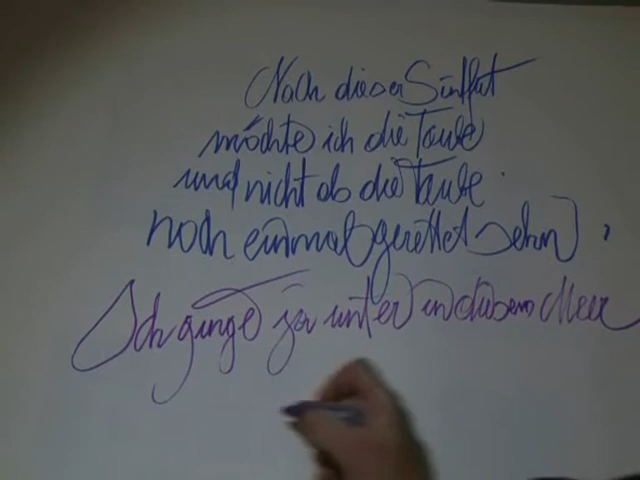 Nach dieser Sintflut
möchte ich die Taube
und nicht als die Taube
noch einmal gerettet sehn,
Ich ginge ja unter in diesem Meer